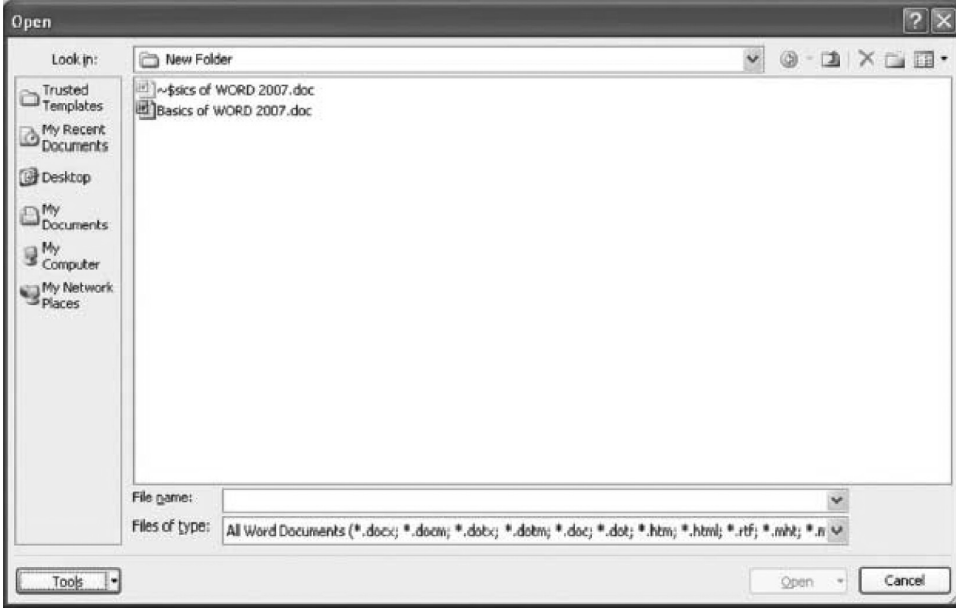 Open
Look in:
New Folder
Trusted
Templates
My Recent
Documents
Desktop
My
Documents
My
Computer
My Network
Places
~$sics of WORD 2007.doc
Basics of WORD 2007.doc
File name:
Files of type:
All Word Documents (*.docx; *.docm; *.dotx; *.dotm; *.doc; *.dot; *.htm; *.html; *.rtf; *.mht; *.m
Tools
Open
Cancel